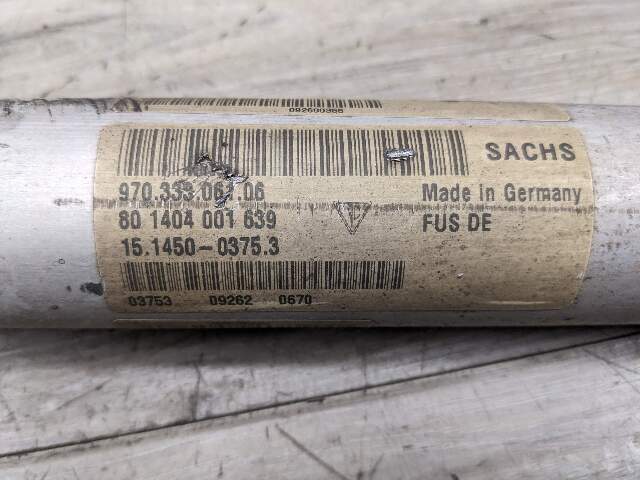 092600366
SACHS
970.333.061.06 Made in Germany
80 1404 001 639 FUS DE
15.1450-0375.3
03753 09262 0670